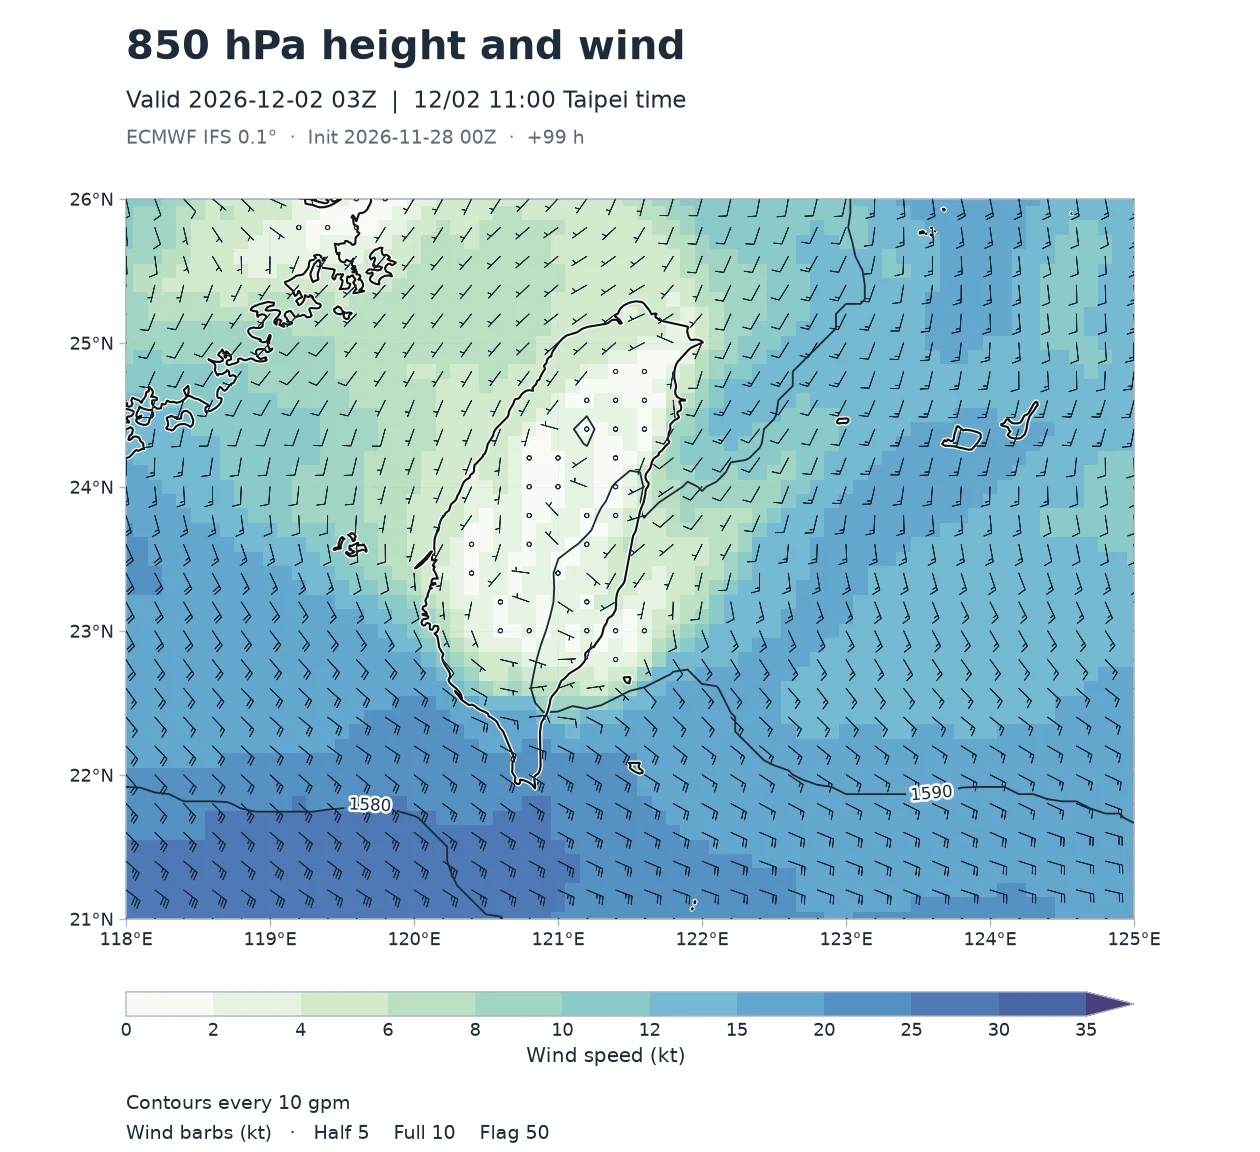 850 hPa height and wind
Valid 2026-12-02 03Z | 12/02 11:00 Taipei time
ECMWF IFS 0.1° · Init 2026-11-28 00Z · +99 h
26°N
25°N
24°N
23°N
22°N
21°N
1580
1590
118°E 119°E 120°E 121°E 122°E 123°E 124°E 125°E
0 2 4 6 8 10 12 15 20 25 30 35
Wind speed (kt)
Contours every 10 gpm
Wind barbs (kt) · Half 5 Full 10 Flag 50